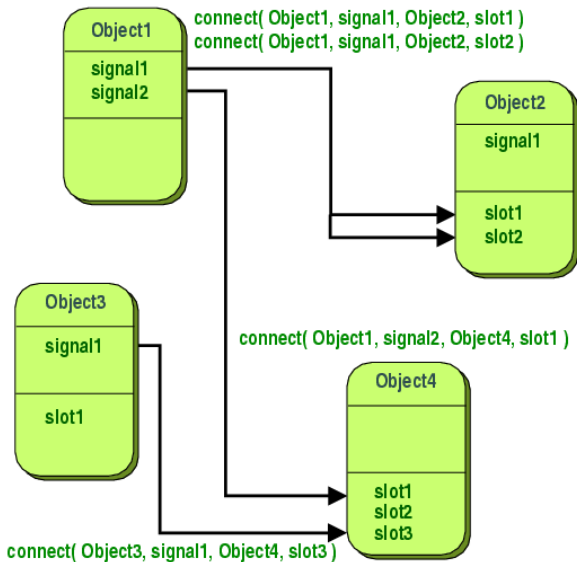 connect( Object1, signal1, Object2, slot1 )
connect( Object1, signal1, Object2, slot2 )
Object1
signal1
signal2
Object2
signal1
slot1
slot2
Object3
signal1
slot1
connect( Object1, signal2, Object4, slot1 )
Object4
slot1
slot2
slot3
connect( Object3, signal1, Object4, slot3 )